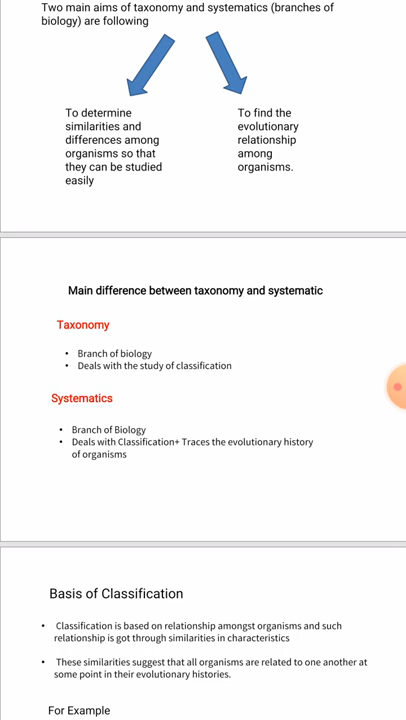 Two main aims of taxonomy and systematics (branches of
biology) are following
To determine
similarities and
differences among
organisms so that
they can be studied
easily
To find the
evolutionary
relationship
among
organisms.
Main difference between taxonomy and systematic
Taxonomy
• Branch of biology
• Deals with the study of classification
Systematics
• Branch of Biology
• Deals with Classification+ Traces the evolutionary history
of organisms
Basis of Classification
• Classification is based on relationship amongst organisms and such
relationship is got through similarities in characteristics
• These similarities suggest that all organisms are related to one another at
some point in their evolutionary histories.
For Example